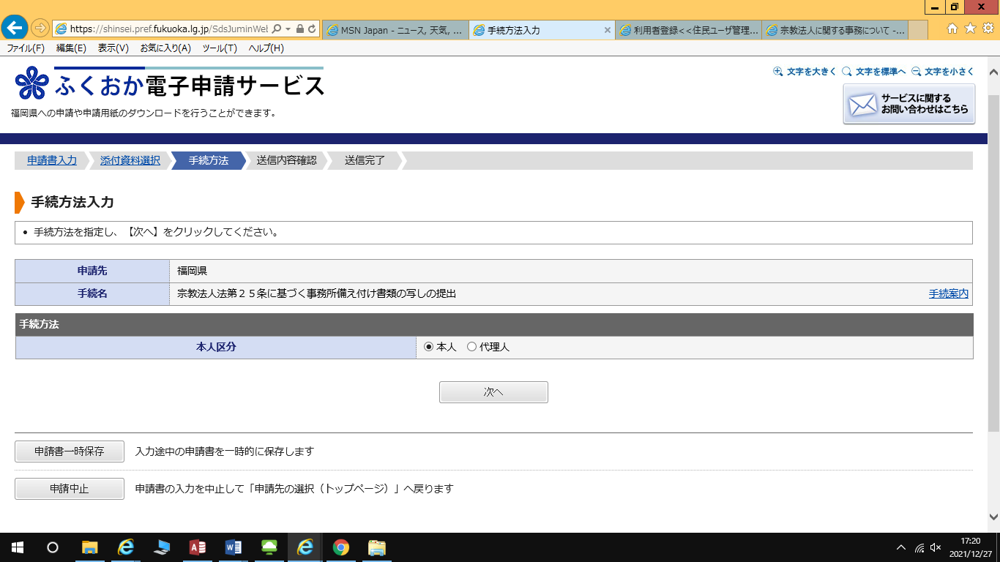 https://shinsei.pref.fukuoka.lg.jp/SdsJuminWel
MSN Japan - ニュース, 天気, ...
手続方法入力
利用者登録<<住民ユーザ管理...
宗教法人に関する事務について -...
ファイル(F) 編集(E) 表示(V) お気に入り(A) ツール(T) ヘルプ(H)
ふくおか電子申請サービス
文字を大きく 文字を標準へ 文字を小さく
サービスに関する
お問い合わせはこちら
福岡県への申請や申請用紙のダウンロードを行うことができます。
申請書入力 添付資料選択 手続方法 送信内容確認 送信完了
手続方法入力
• 手続方法を指定し、【次へ】をクリックしてください。
申請先 福岡県
手続名 宗教法人法第２５条に基づく事務所備え付け書類の写しの提出 手続案内
手続方法
本人区分 本人 代理人
次へ
申請書一時保存 入力途中の申請書を一時的に保存します
申請中止 申請書の入力を中止して「申請先の選択（トップページ）」へ戻ります
17:20
2021/12/27